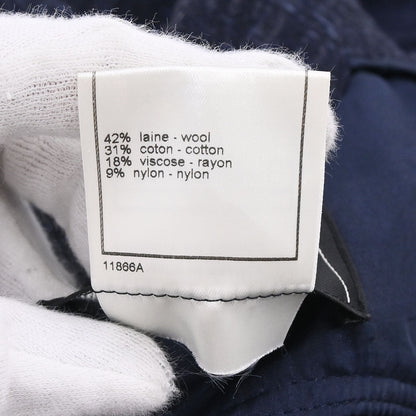 42% laine - wool
31% coton - cotton
18% viscose - rayon
9% nylon - nylon
11866A